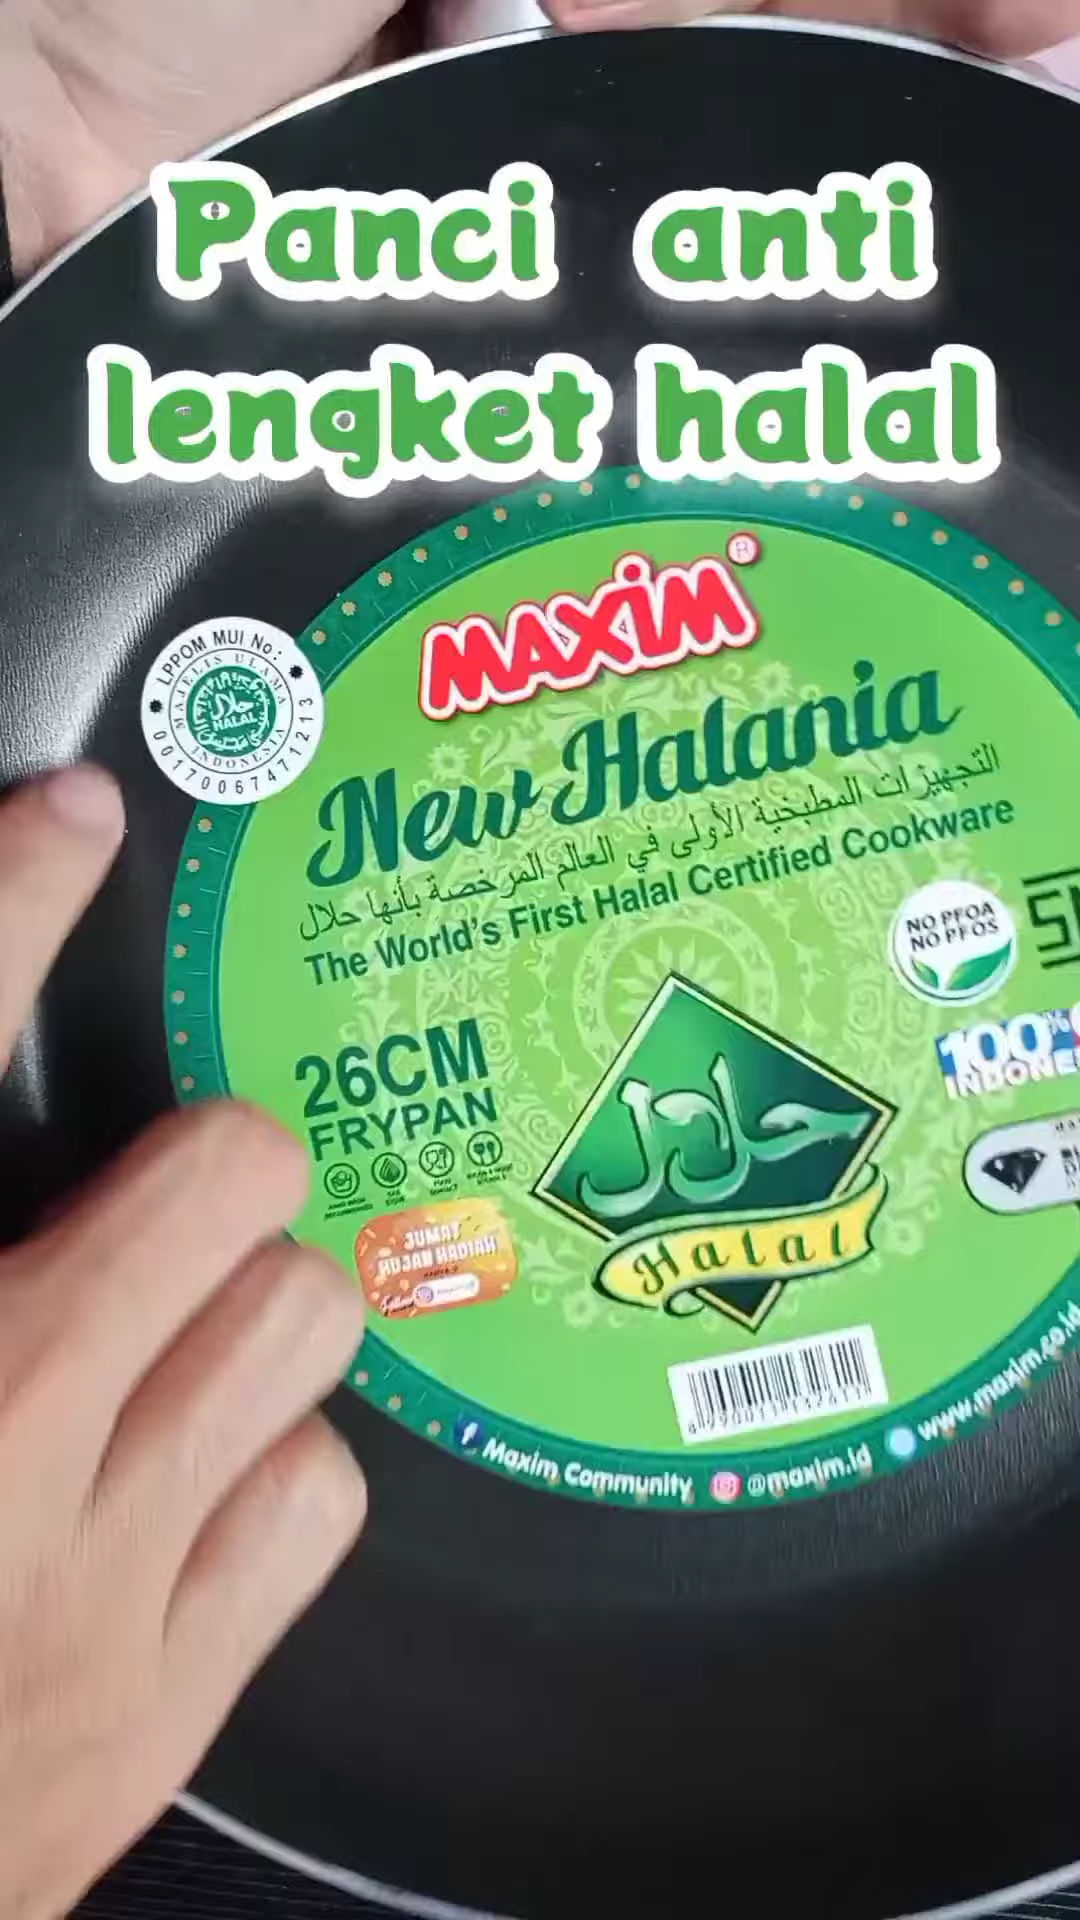 Panci anti
lengket halal
MAXiM®
New Halania
التجهيزات المطبخية الأولى في العالم المرخصة بأنها حلال
The World's First Halal Certified Cookware
LPPOM MUI No:
MAJELIS ULAMA
INDONESIA
حلال
HALAL
00170067471213
NO PFOA
NO PFOS
100%
26CM
FRYPAN
حلال
Halal
JUMAT
HUJAN HADIAH
Maxim Community
@maxim.id
www.maxim.co.id